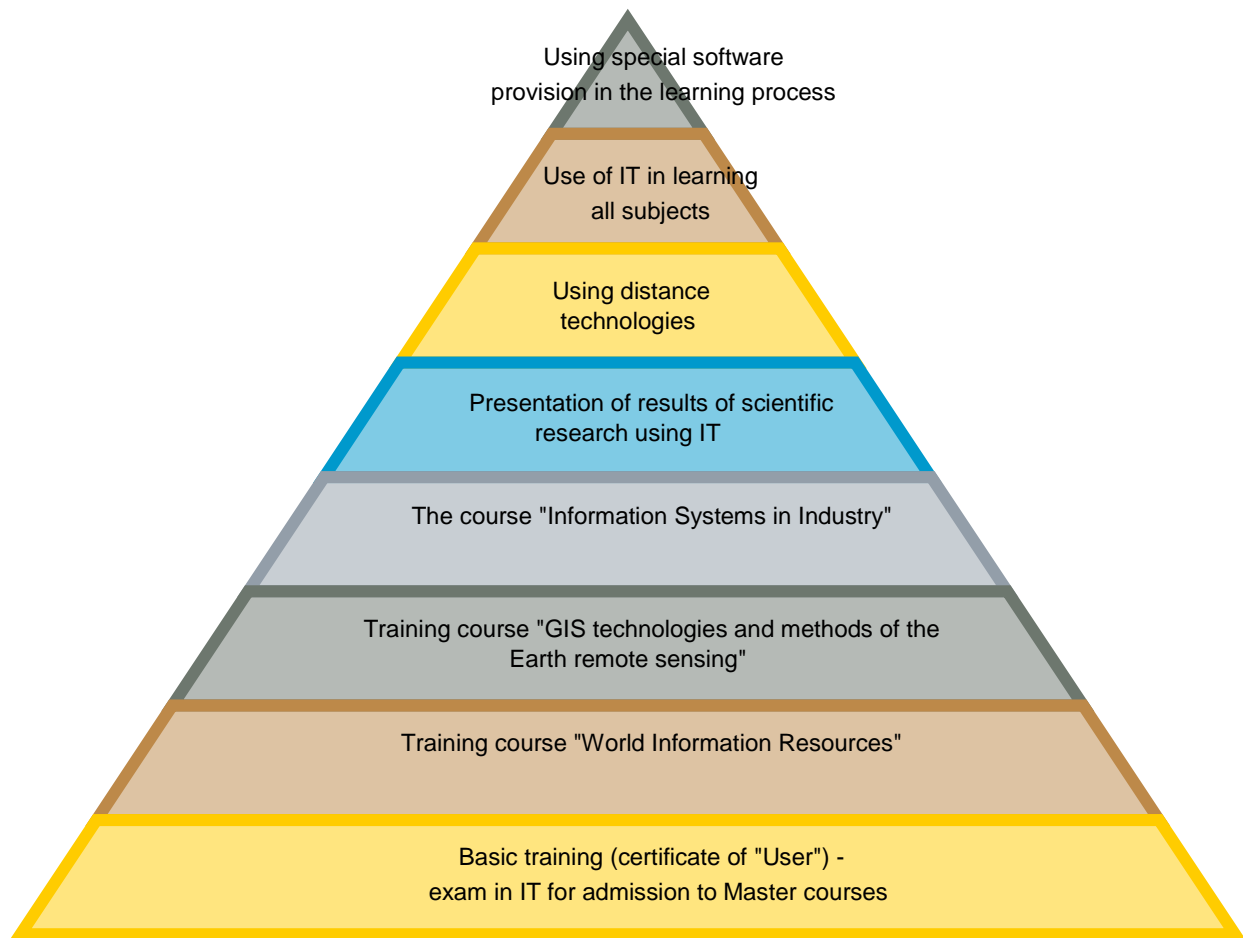 Using special software
provision in the learning process
Use of IT in learning
all subjects
Using distance
technologies
Presentation of results of scientific
research using IT
The course "Information Systems in Industry"
Training course "GIS technologies and methods of the
Earth remote sensing"
Training course "World Information Resources"
Basic training (certificate of "User") -
exam in IT for admission to Master courses